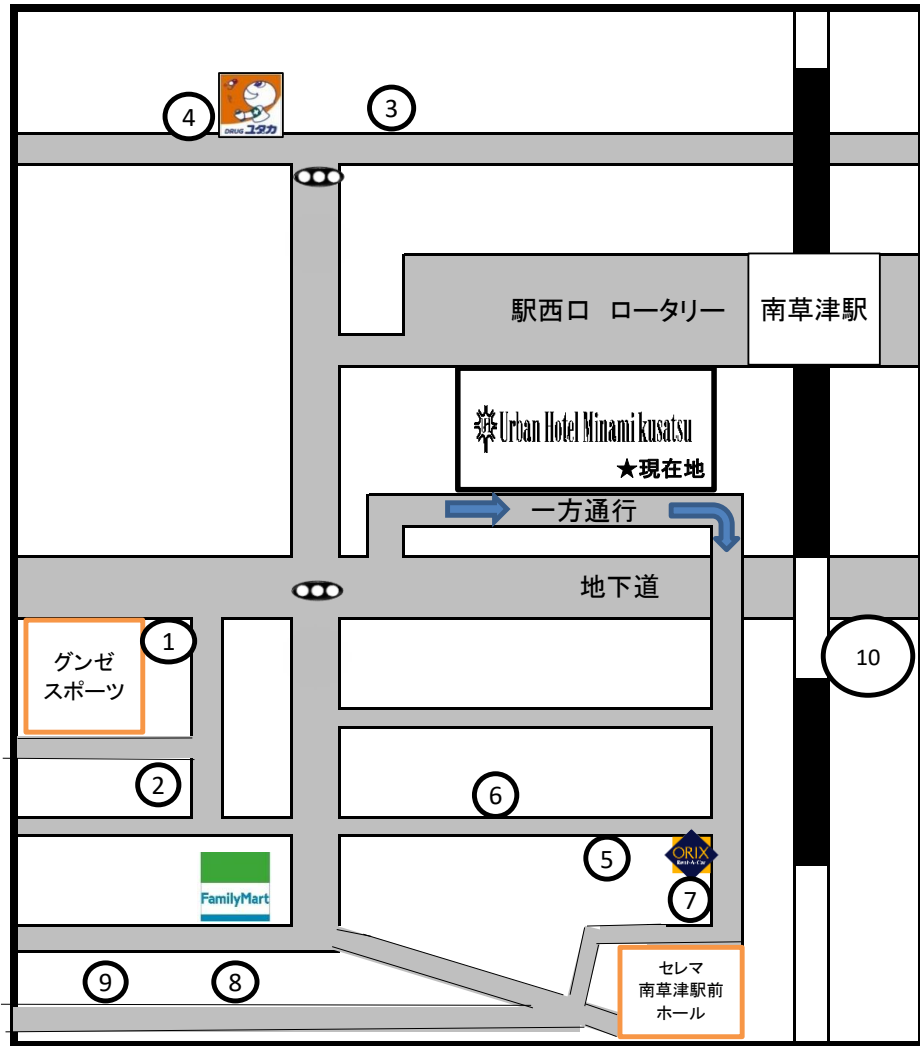 4
DRUG ユタカ
3
駅西口 ロータリー
南草津駅
Urban Hotel Minami kusatsu
★現在地
一方通行
地下道
1
グンゼ
スポーツ
10
2
6
5
ORIX
Rent-A-Car
7
FamilyMart
9
8
セレマ
南草津駅前
ホール